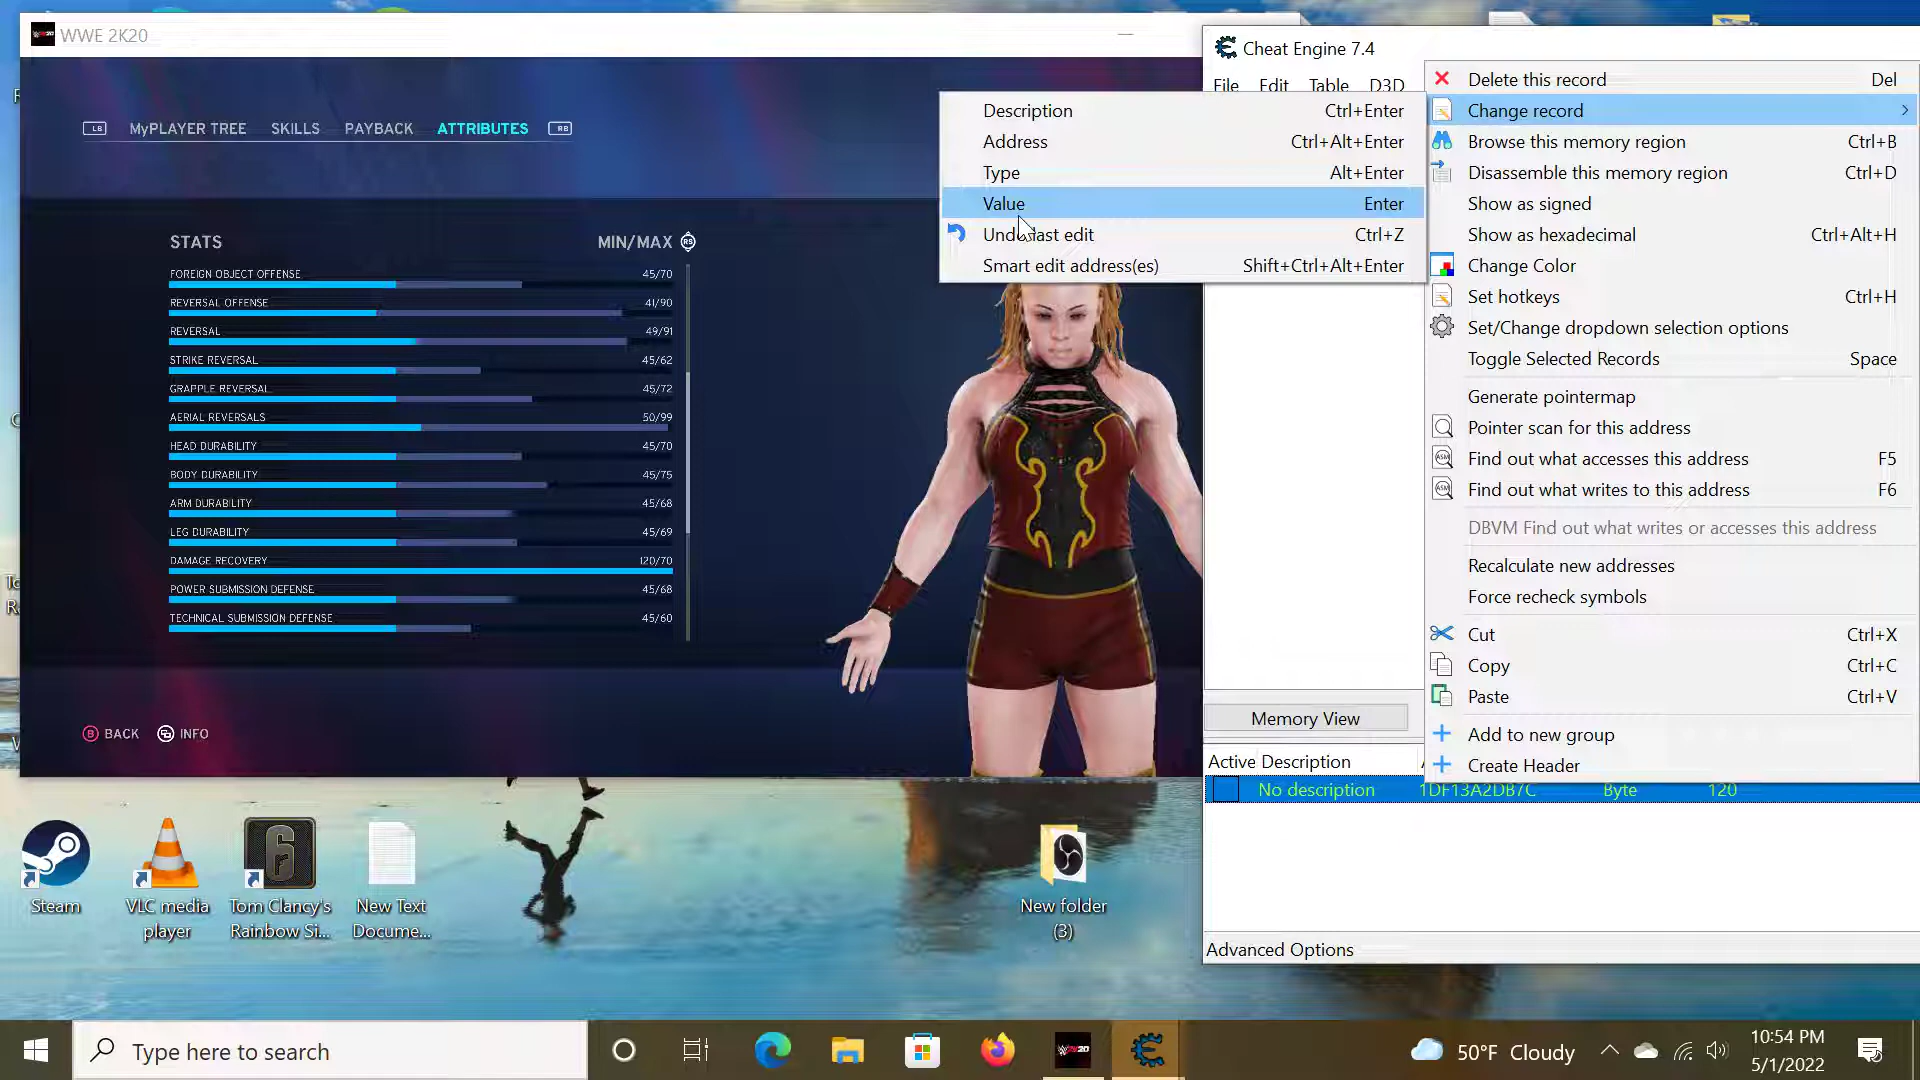 WWE 2K20
LB MyPLAYER TREE SKILLS PAYBACK ATTRIBUTES RB
STATS MIN/MAX RS
FOREIGN OBJECT OFFENSE 45/70
REVERSAL OFFENSE 41/90
REVERSAL 49/91
STRIKE REVERSAL 45/62
GRAPPLE REVERSAL 45/72
AERIAL REVERSALS 50/99
HEAD DURABILITY 45/70
BODY DURABILITY 45/75
ARM DURABILITY 45/68
LEG DURABILITY 45/69
DAMAGE RECOVERY 120/70
POWER SUBMISSION DEFENSE 45/68
TECHNICAL SUBMISSION DEFENSE 45/60
B BACK INFO
Cheat Engine 7.4
File Edit Table D3D
Description Ctrl+Enter
Address Ctrl+Alt+Enter
Type Alt+Enter
Value Enter
Undo last edit Ctrl+Z
Smart edit address(es) Shift+Ctrl+Alt+Enter
Delete this record Del
Change record
Browse this memory region Ctrl+B
Disassemble this memory region Ctrl+D
Show as signed
Show as hexadecimal Ctrl+Alt+H
Change Color
Set hotkeys Ctrl+H
Set/Change dropdown selection options
Toggle Selected Records Space
Generate pointermap
Pointer scan for this address
Find out what accesses this address F5
Find out what writes to this address F6
DBVM Find out what writes or accesses this address
Recalculate new addresses
Force recheck symbols
Cut Ctrl+X
Copy Ctrl+C
Paste Ctrl+V
Add to new group
Create Header
Memory View
Active Description
No description 1DF13A2DB7C Byte 120
Advanced Options
Steam
VLC media
player
Tom Clancy's
Rainbow Si...
New Text
Docume...
New folder
(3)
Type here to search
50°F Cloudy
10:54 PM
5/1/2022